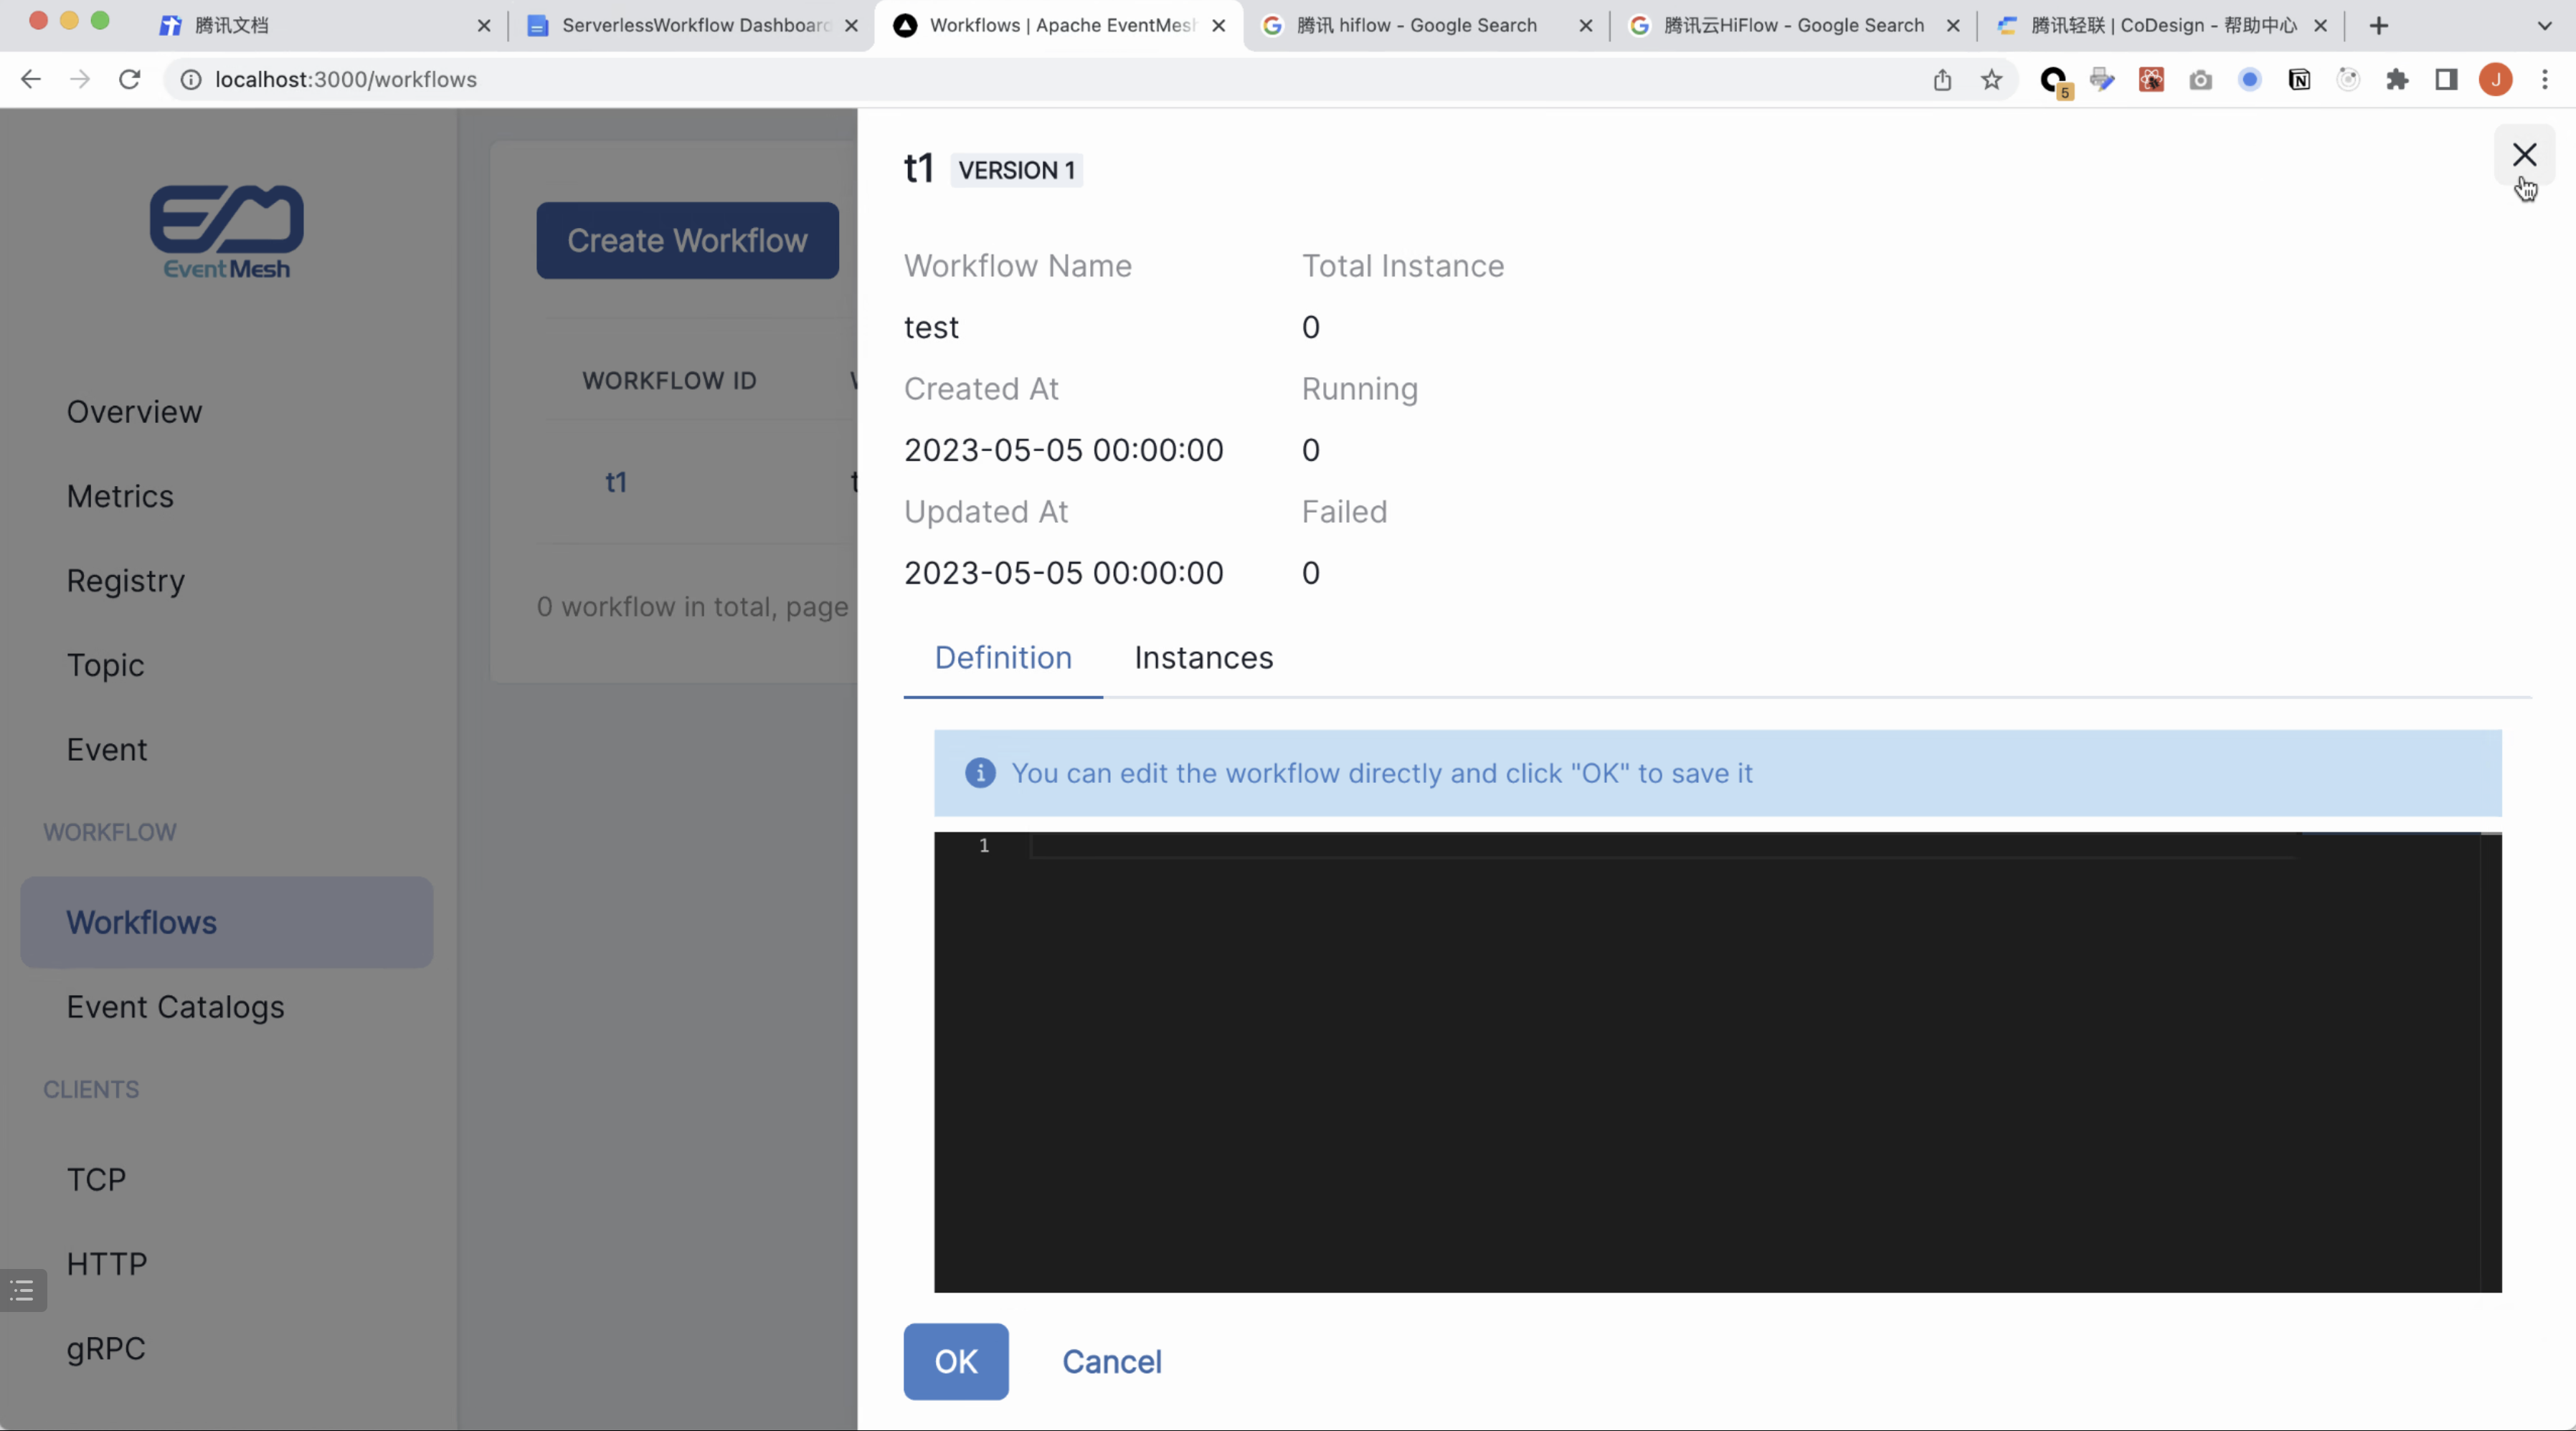 腾讯文档
ServerlessWorkflow Dashboard
Workflows | Apache EventMesh
腾讯 hiflow - Google Search
腾讯云HiFlow - Google Search
腾讯轻联 | CoDesign - 帮助中心
localhost:3000/workflows
5
J
EventMesh
Overview
Metrics
Registry
Topic
Event
WORKFLOW
Workflows
Event Catalogs
CLIENTS
TCP
HTTP
gRPC
Create Workflow
WORKFLOW ID
t1
0 workflow in total, page
t1 VERSION 1
Workflow Name Total Instance
test 0
Created At Running
2023-05-05 00:00:00 0
Updated At Failed
2023-05-05 00:00:00 0
Definition Instances
You can edit the workflow directly and click "OK" to save it
1
OK Cancel